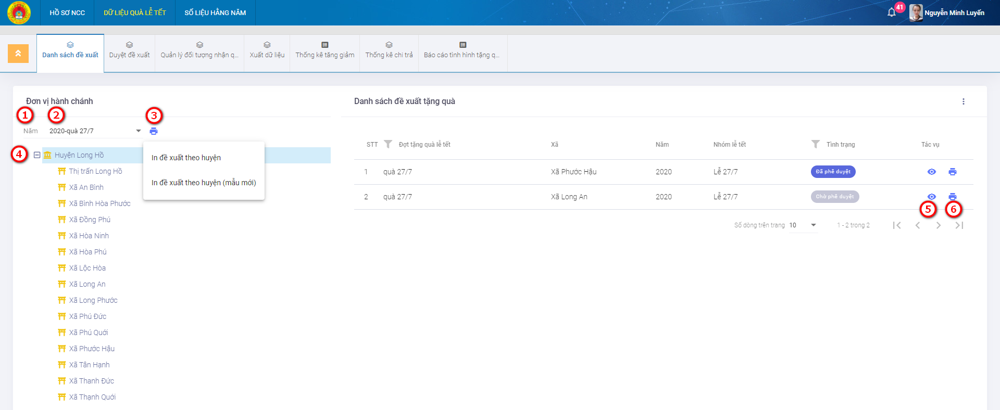 HỒ SƠ NCC
DỮ LIỆU QUÀ LỄ TẾT
SỐ LIỆU HẰNG NĂM
41
Nguyễn Minh Luyến
Danh sách đề xuất
Duyệt đề xuất
Quản lý đối tượng nhận q...
Xuất dữ liệu
Thống kê tăng giảm
Thống kê chi trả
Báo cáo tình hình tặng q...
Đơn vị hành chánh
1
2
3
Năm
2020-quà 27/7
In đề xuất theo huyện
In đề xuất theo huyện (mẫu mới)
4
Huyện Long Hồ
Thị trấn Long Hồ
Xã An Bình
Xã Bình Hòa Phước
Xã Đồng Phú
Xã Hòa Ninh
Xã Hòa Phú
Xã Lộc Hòa
Xã Long An
Xã Long Phước
Xã Phú Đức
Xã Phú Quới
Xã Phước Hậu
Xã Tân Hạnh
Xã Thanh Đức
Xã Thạnh Quới
Danh sách đề xuất tặng quà
STT Đợt tặng quà lễ tết Xã Năm Nhóm lễ tết Tình trạng Tác vụ
1 quà 27/7 Xã Phước Hậu 2020 Lễ 27/7 Đã phê duyệt
2 quà 27/7 Xã Long An 2020 Lễ 27/7 Chờ phê duyệt
5
6
Số dòng trên trang 10 1 - 2 trong 2